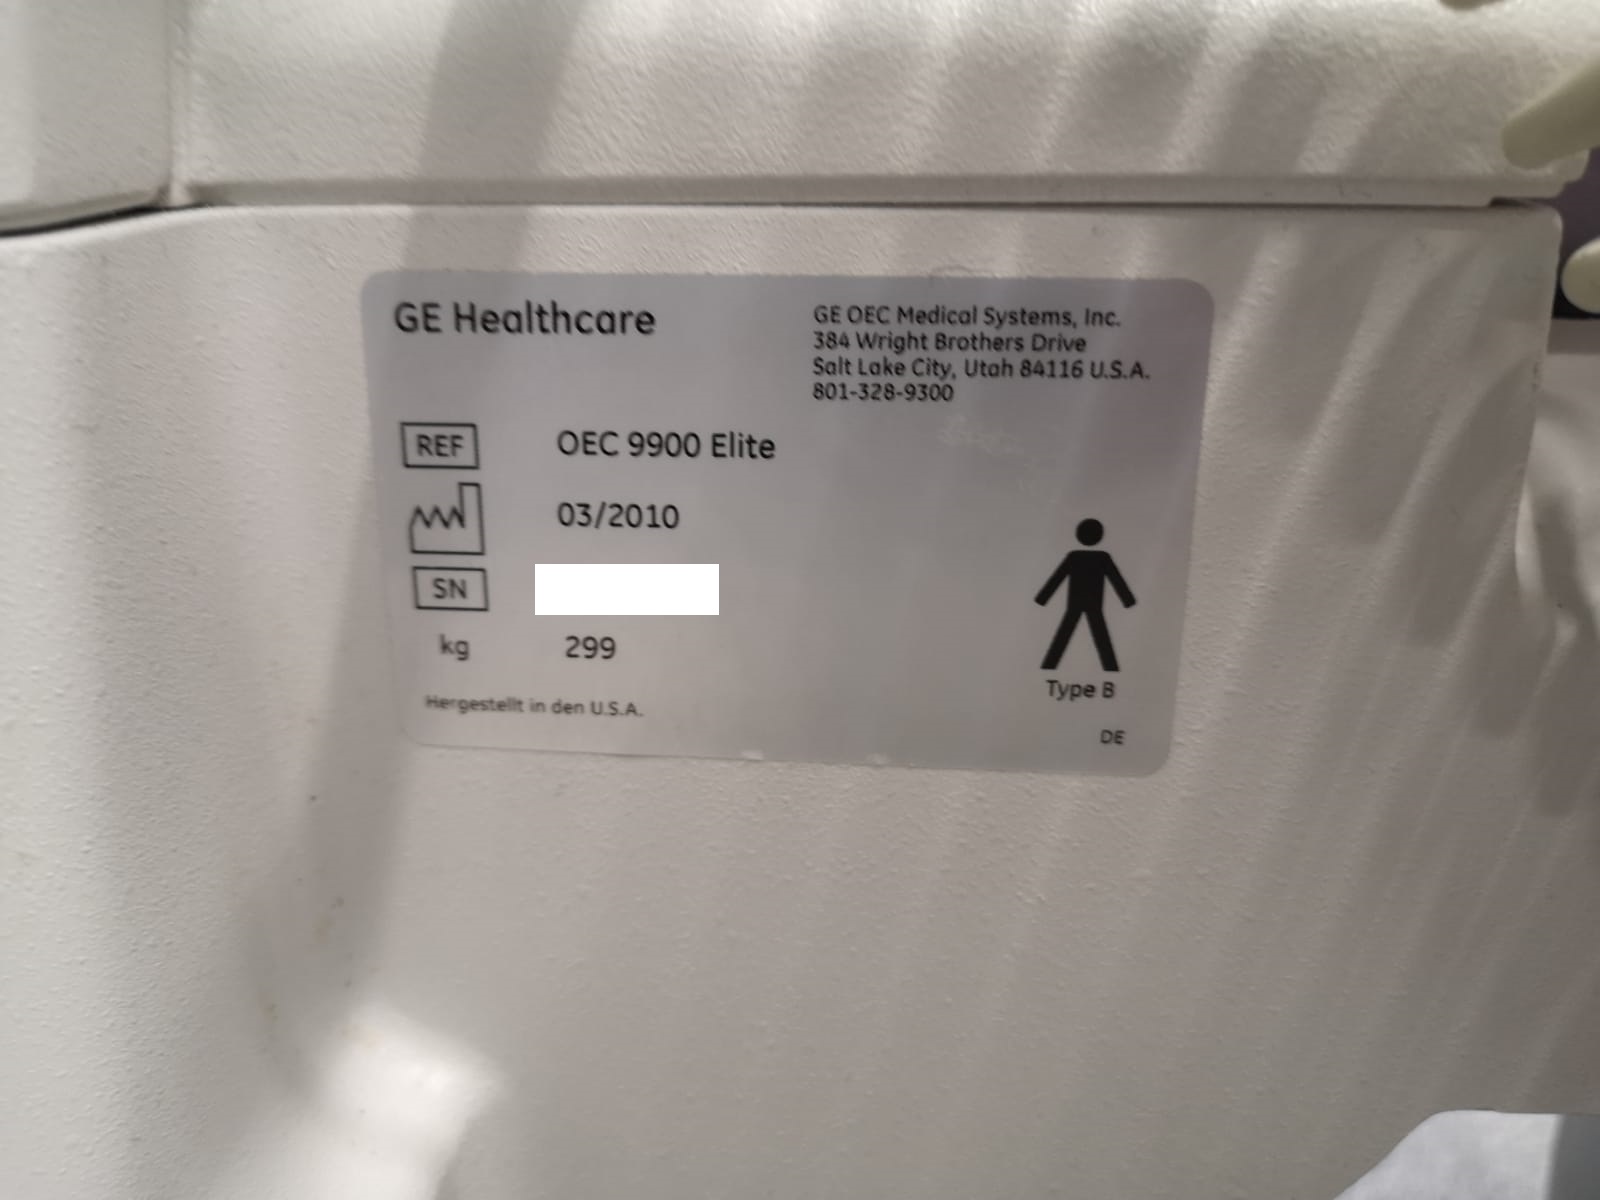 GE Healthcare
GE OEC Medical Systems, Inc.
384 Wright Brothers Drive
Salt Lake City, Utah 84116 U.S.A.
801-328-9300
REF OEC 9900 Elite
03/2010
SN
kg 299
Hergestellt in den U.S.A.
Type B
DE